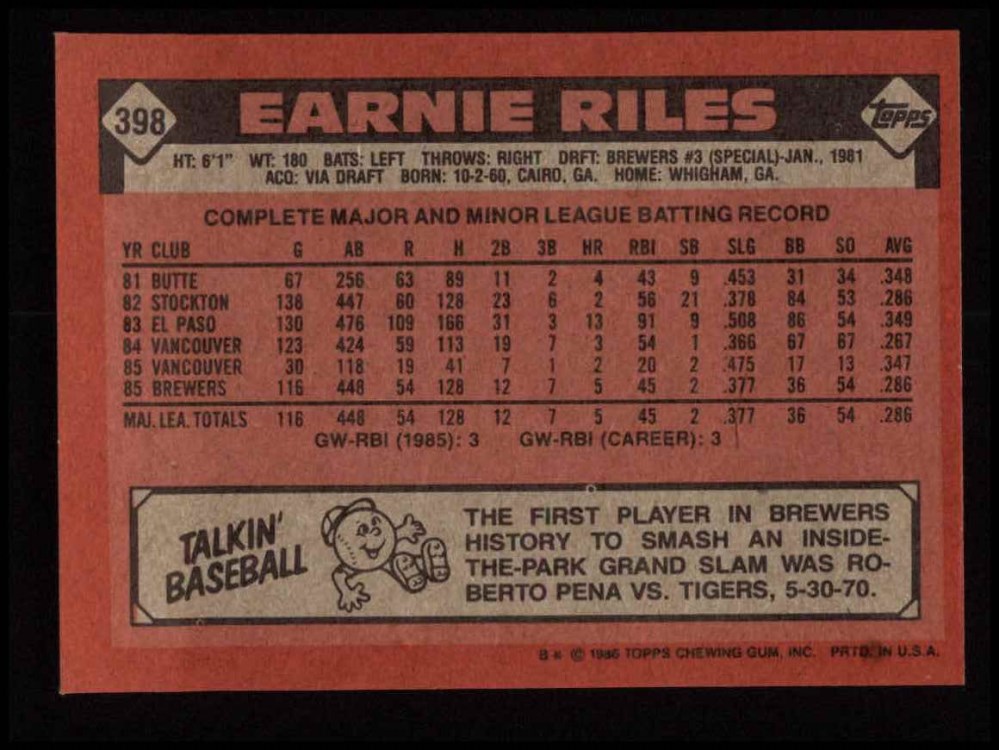 398 EARNIE RILES topps
HT: 6'1" WT: 180 BATS: LEFT THROWS: RIGHT DRFT: BREWERS #3 (SPECIAL)-JAN., 1981
ACQ: VIA DRAFT BORN: 10-2-60, CAIRO, GA. HOME: WHIGHAM, GA.
COMPLETE MAJOR AND MINOR LEAGUE BATTING RECORD
YR CLUB G AB R H 2B 3B HR RBI SB SLG BB SO AVG
81 BUTTE 67 256 63 89 11 2 4 43 9 .453 31 34 .348
82 STOCKTON 138 447 60 128 23 6 2 56 21 .378 84 53 .286
83 EL PASO 130 476 109 166 31 3 13 91 9 .508 86 54 .349
84 VANCOUVER 123 424 59 113 19 7 3 54 1 .366 67 67 .267
85 VANCOUVER 30 118 19 41 7 1 2 20 2 .475 17 13 .347
85 BREWERS 116 448 54 128 12 7 5 45 2 .377 36 54 .286
MAJ. LEA. TOTALS 116 448 54 128 12 7 5 45 2 .377 36 54 .286
GW-RBI (1985): 3 GW-RBI (CAREER): 3
TALKIN'
BASEBALL
THE FIRST PLAYER IN BREWERS
HISTORY TO SMASH AN INSIDE-
THE-PARK GRAND SLAM WAS RO-
BERTO PENA VS. TIGERS, 5-30-70.
B* © 1986 TOPPS CHEWING GUM, INC. PRTD. IN U.S.A.